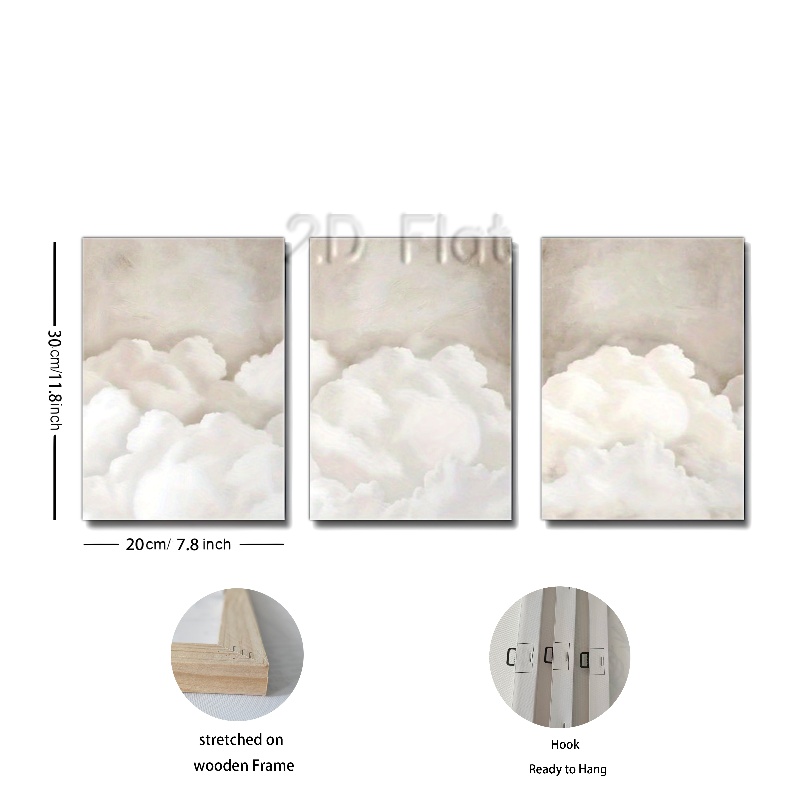 2D Flat
30cm/11.8inch
20cm/ 7.8 inch
stretched on
wooden Frame
Hook
Ready to Hang